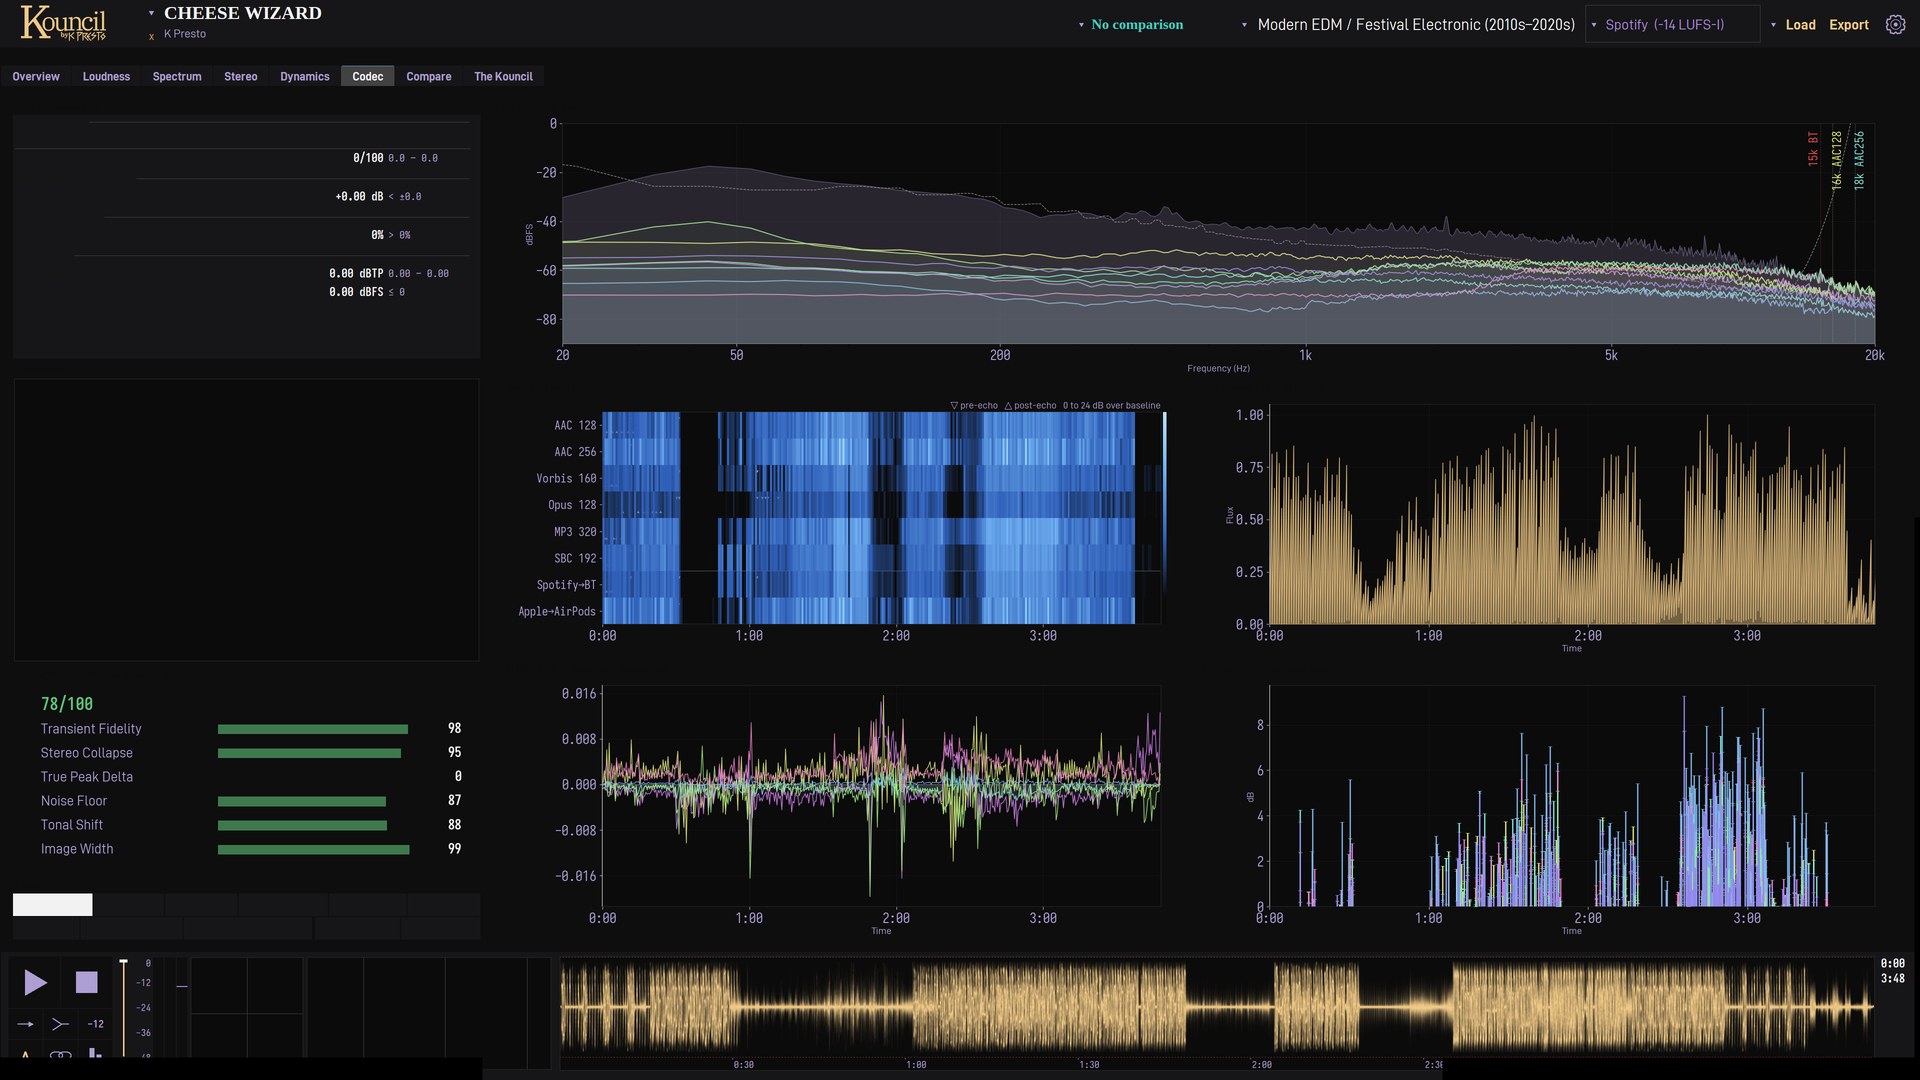 Kouncil
by K PRESTO
CHEESE WIZARD
x K Presto
No comparison
Modern EDM / Festival Electronic (2010s–2020s)
Spotify (-14 LUFS-I)
Load
Export
Overview Loudness Spectrum Stereo Dynamics Codec Compare The Kouncil
0/100 0.0 – 0.0
+0.00 dB < ±0.0
0% > 0%
0.00 dBTP 0.00 – 0.00
0.00 dBFS ≤ 0
78/100
Transient Fidelity 98
Stereo Collapse 95
True Peak Delta 0
Noise Floor 87
Tonal Shift 88
Image Width 99
0
-20
-40
-60
-80
dBFS
15k BT
16k AAC128
18k AAC256
20 50 200 1k 5k 20k
Frequency (Hz)
▽ pre-echo △ post-echo 0 to 24 dB over baseline
AAC 128
AAC 256
Vorbis 160
Opus 128
MP3 320
SBC 192
Spotify→BT
Apple→AirPods
0:00 1:00 2:00 3:00
1.00
0.75
0.50
0.25
0.00
Flux
0:00 1:00 2:00 3:00
Time
0.016
0.008
0.000
-0.008
-0.016
0:00 1:00 2:00 3:00
Time
8
6
4
2
0
dB
0:00 1:00 2:00 3:00
Time
-12
0
-12
-24
-36
0:30 1:00 1:30 2:00
0:00
3:48